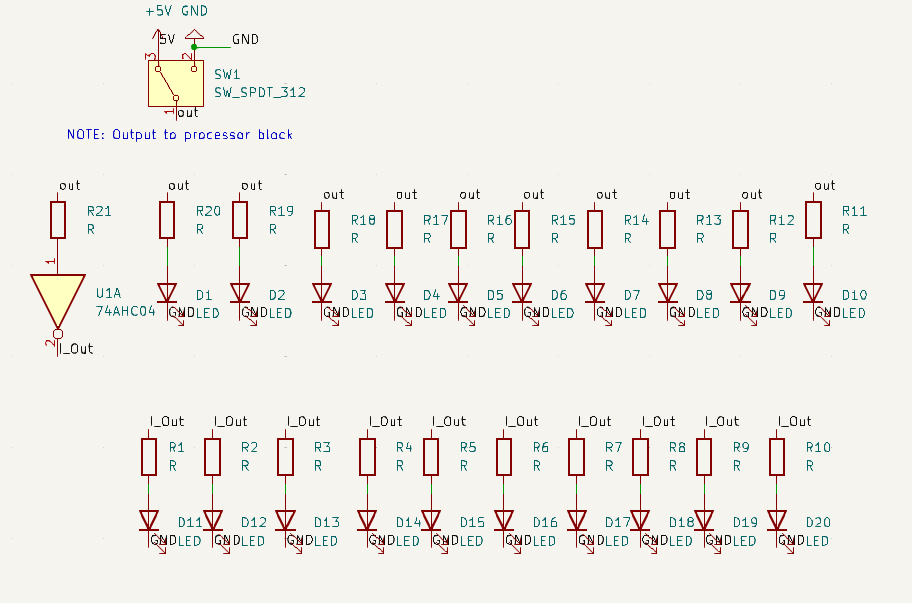 +5V GND
5V GND
3 2
SW1
SW_SPDT_312
1 out
NOTE: Output to processor block
out out out out out out out out out out out
R21 R20 R19 R18 R17 R16 R15 R14 R13 R12 R11
R R R R R R R R R R R
1
U1A D1 D2 D3 D4 D5 D6 D7 D8 D9 D10
74AHC04 GND LED GND LED GND LED GND LED GND LED GND LED GND LED GND LED GND LED GND LED
2 I_Out
I_Out I_Out I_Out I_Out I_Out I_Out I_Out I_Out I_Out I_Out
R1 R2 R3 R4 R5 R6 R7 R8 R9 R10
R R R R R R R R R R
D11 D12 D13 D14 D15 D16 D17 D18 D19 D20
GND LED GND LED GND LED GND LED GND LED GND LED GND LED GND LED GND LED GND LED